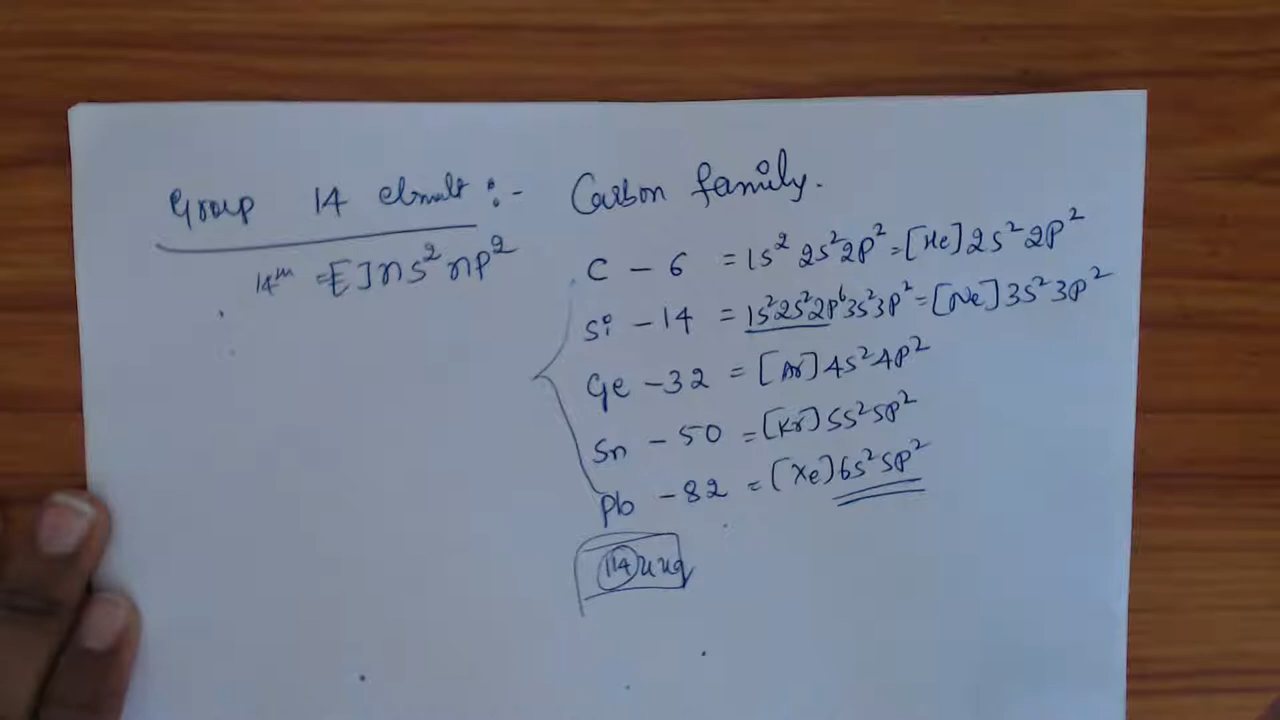 Group 14 elmult :- Carbon family.
14th = [ ] ns² np²
C - 6 = 1s² 2s² 2p² = [He] 2s² 2p²
Si - 14 = 1s² 2s² 2p⁶ 3s² 3p² = [Ne] 3s² 3p²
Ge - 32 = [Ar] 4s² 4p²
Sn - 50 = [Kr] 5s² 5p²
Pb - 82 = [Xe] 6s² 5p²
114 uuq